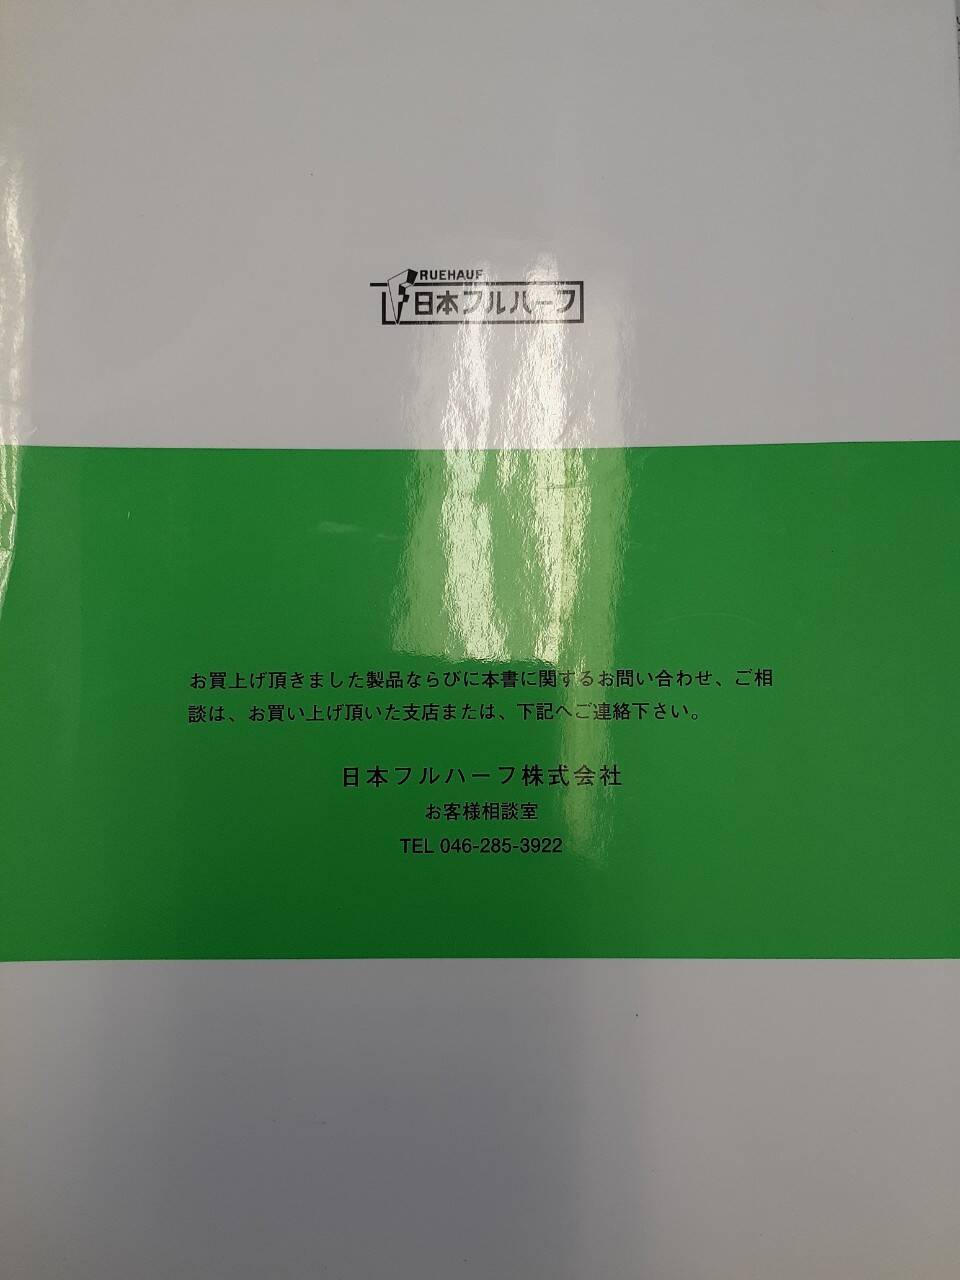 FRUEHAUF
日本フルハーフ
お買上げ頂きました製品ならびに本書に関するお問い合わせ、ご相
談は、お買い上げ頂いた支店または、下記へご連絡下さい。
日本フルハーフ株式会社
お客様相談室
TEL 046-285-3922